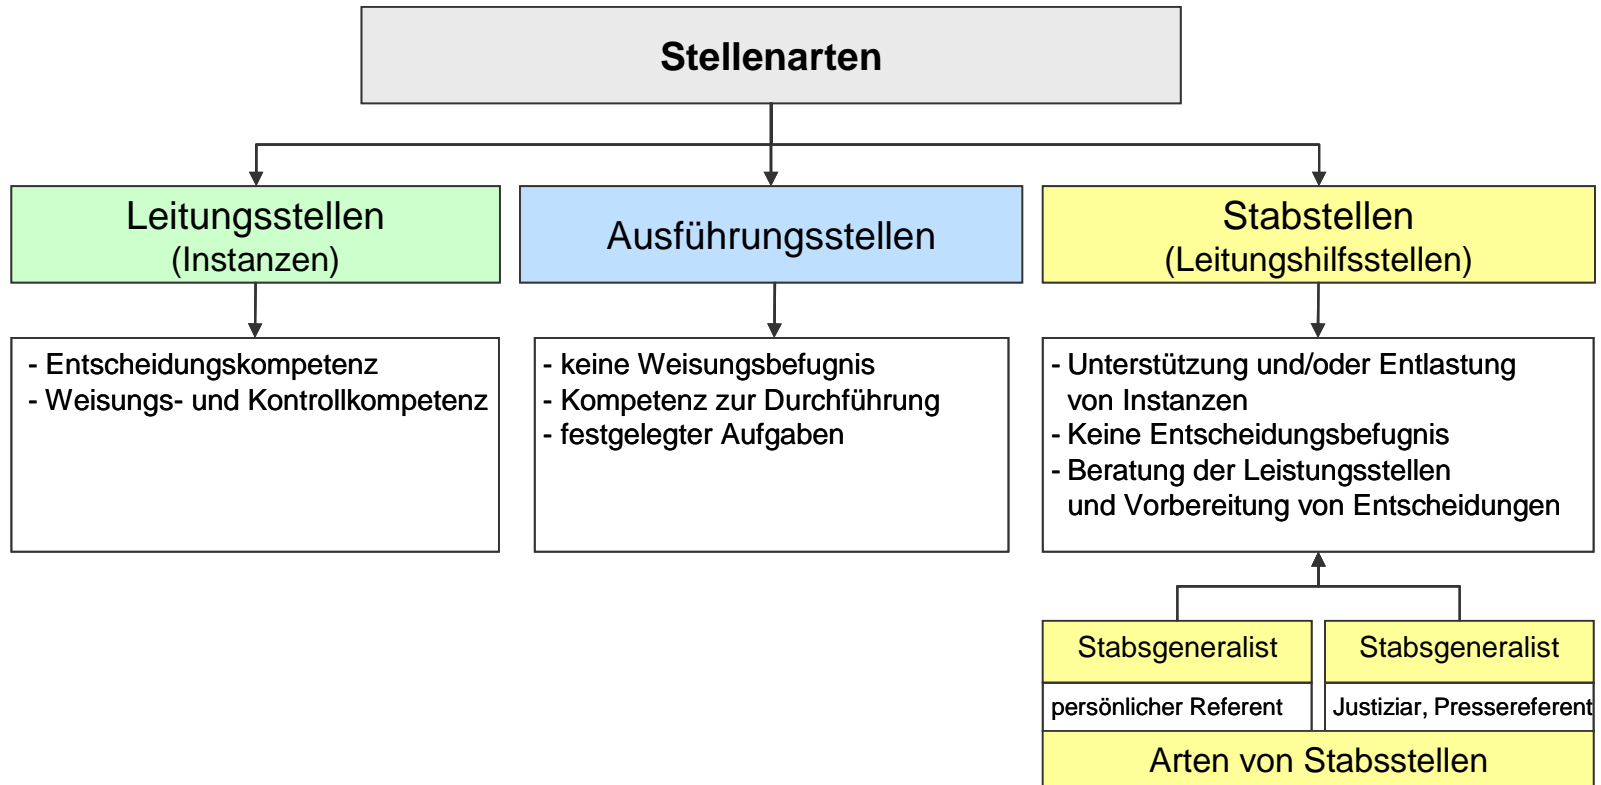 Stellenarten
Leitungsstellen
(Instanzen)
Ausführungsstellen
Stabstellen
(Leitungshilfsstellen)
- Entscheidungskompetenz
- Weisungs- und Kontrollkompetenz
- keine Weisungsbefugnis
- Kompetenz zur Durchführung
- festgelegter Aufgaben
- Unterstützung und/oder Entlastung
von Instanzen
- Keine Entscheidungsbefugnis
- Beratung der Leistungsstellen
und Vorbereitung von Entscheidungen
Stabsgeneralist
persönlicher Referent
Stabsgeneralist
Justiziar, Pressereferent
Arten von Stabsstellen